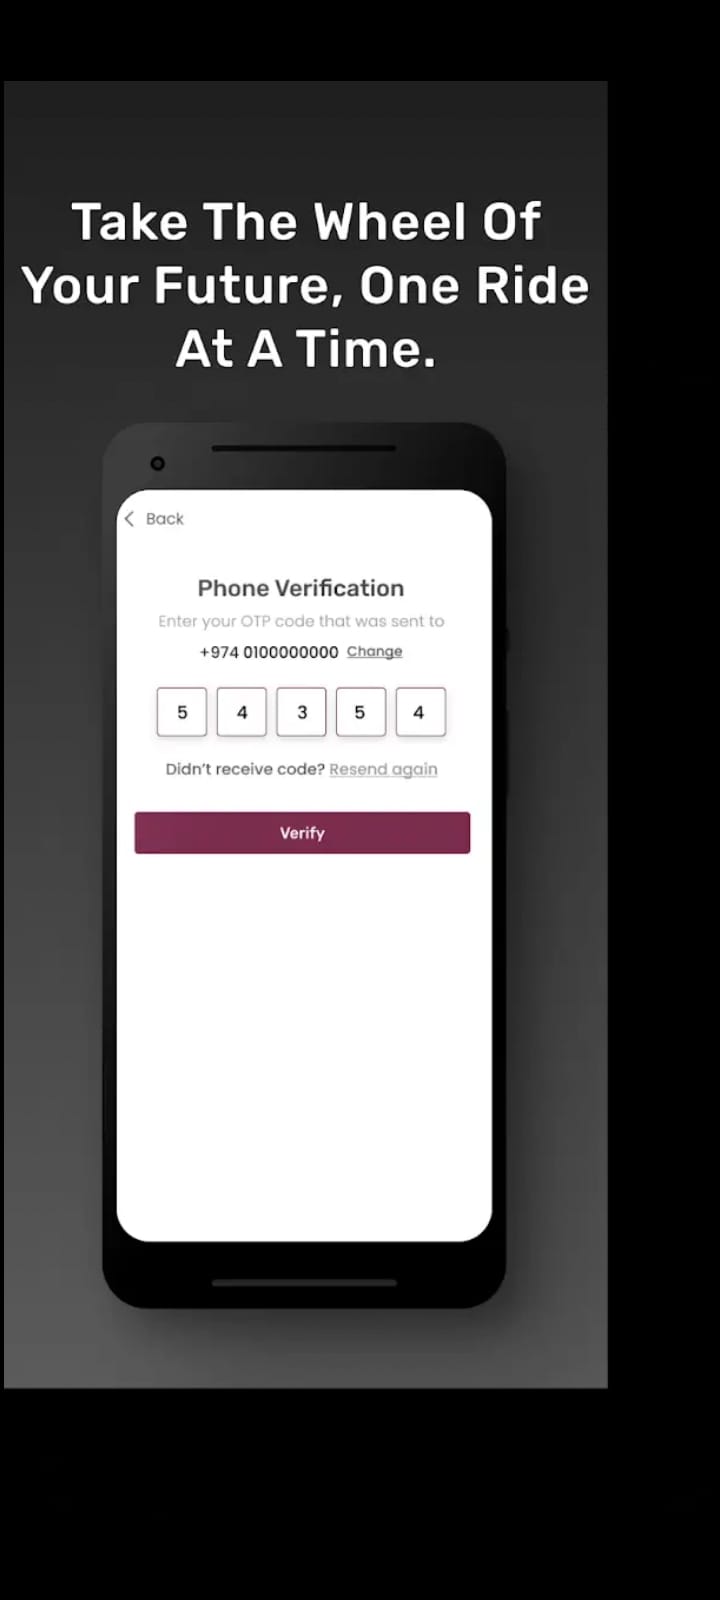 Take The Wheel Of
Your Future, One Ride
At A Time.
Back
Phone Verification
Enter your OTP code that was sent to
+974 0100000000 Change
5 4 3 5 4
Didn't receive code? Resend again
Verify